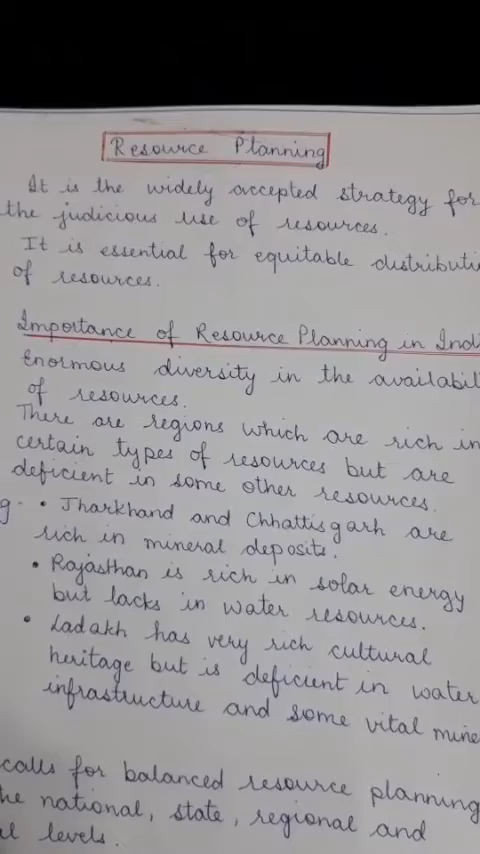 Resource Planning
It is the widely accepted strategy for
the judicious use of resources.
It is essential for equitable distributi
of resources.
Importance of Resource Planning in Indi
Enormous diversity in the availabil
of resources.
There are regions which are rich in
certain types of resources but are
deficient in some other resources.
g. • Jharkhand and Chhattisgarh are
rich in mineral deposits.
• Rajasthan is rich in solar energy
but lacks in water resources.
• Ladakh has very rich cultural
heritage but is deficient in water
infrastructure and some vital mine
calls for balanced resource planning
he national, state, regional and
al levels.